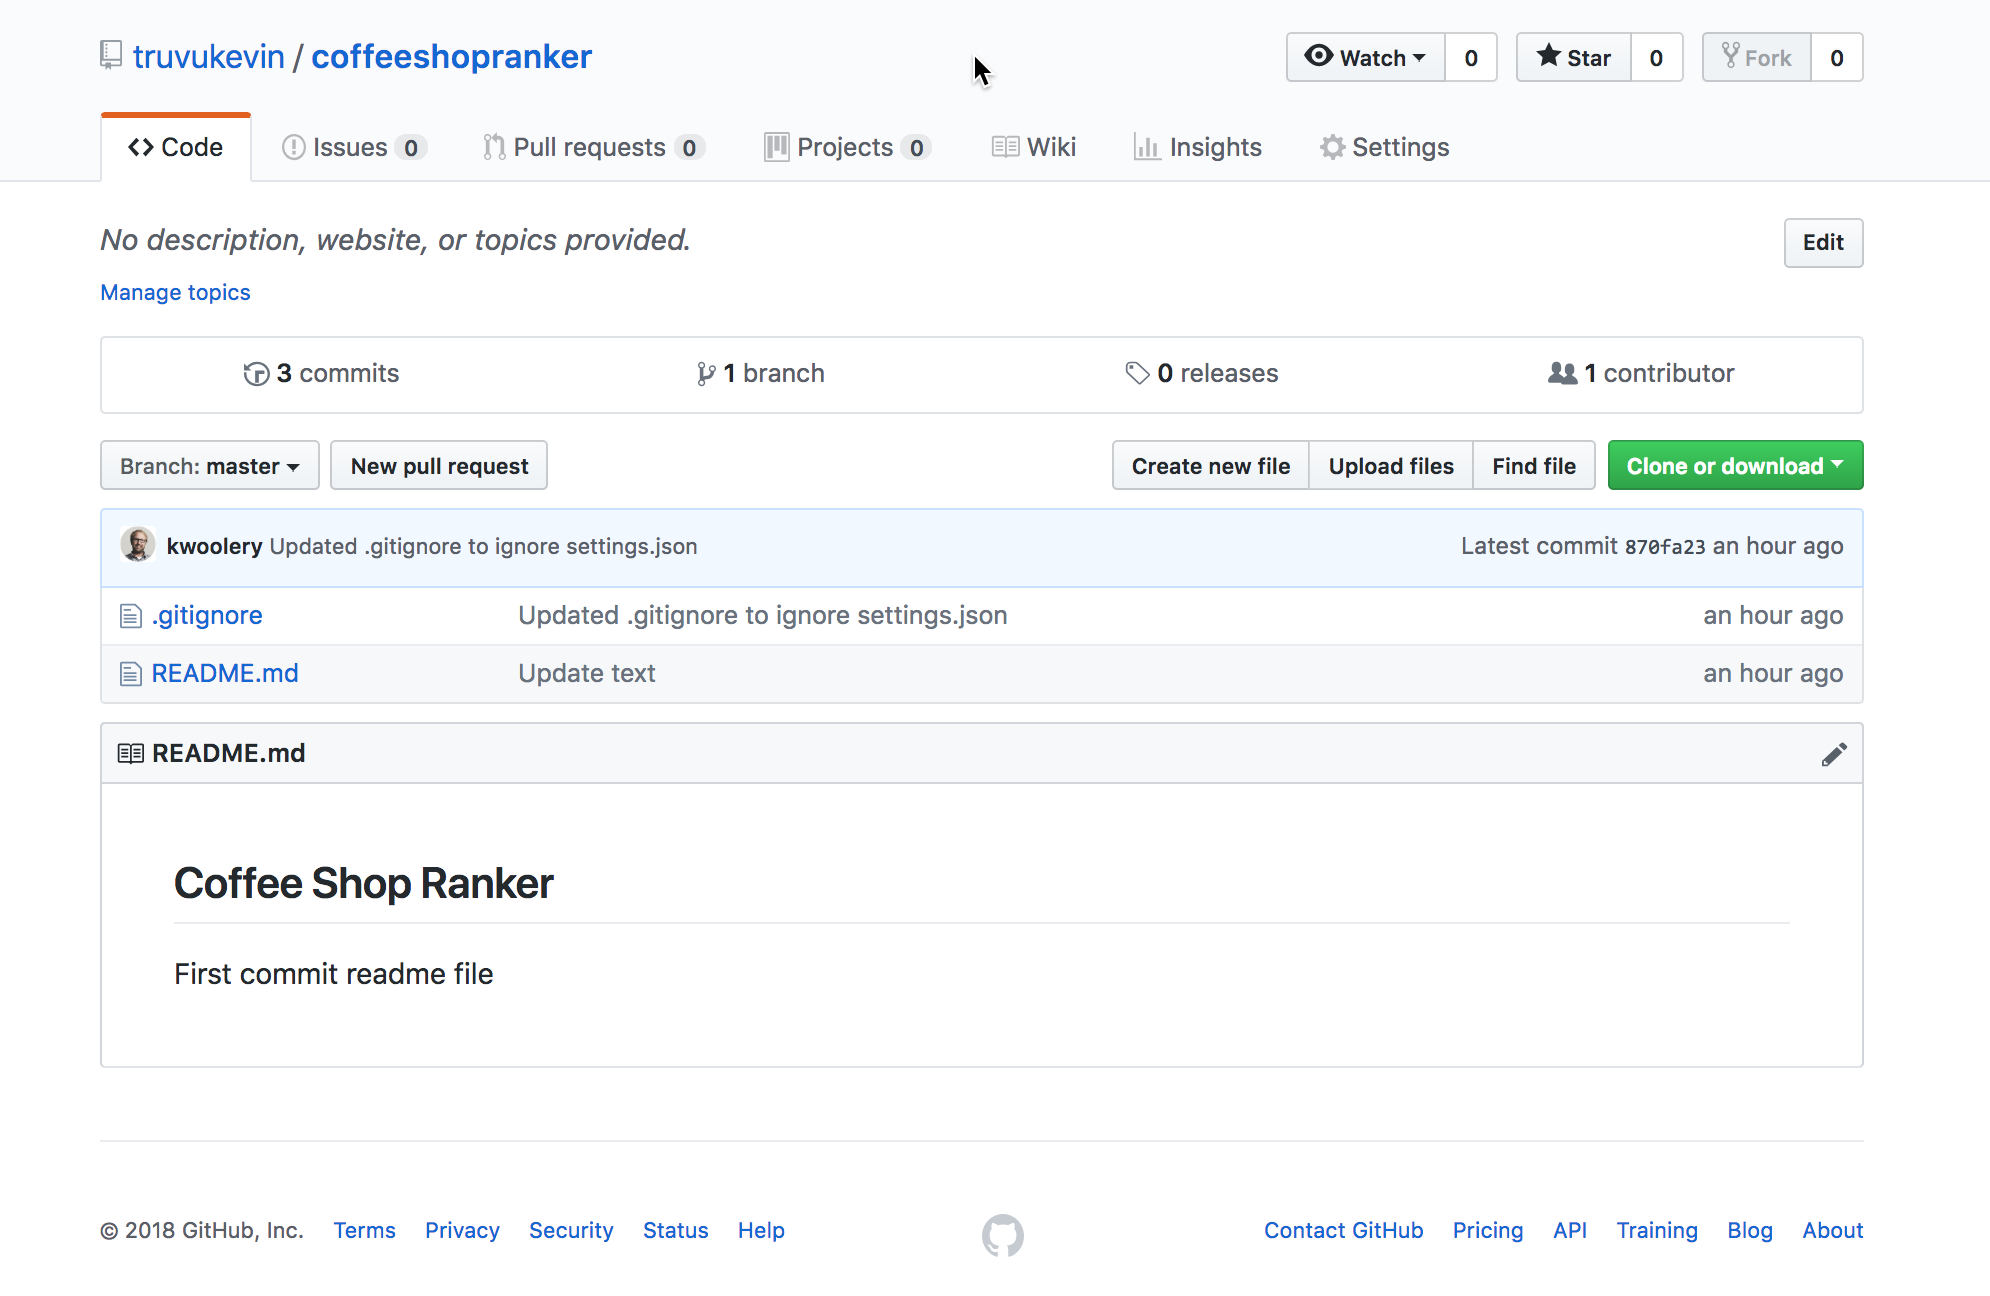 truvukevin / coffeeshopranker
Watch 0 Star 0 Fork 0
Code Issues 0 Pull requests 0 Projects 0 Wiki Insights Settings
No description, website, or topics provided. Edit
Manage topics
3 commits 1 branch 0 releases 1 contributor
Branch: master New pull request Create new file Upload files Find file Clone or download
kwoolery Updated .gitignore to ignore settings.json Latest commit 870fa23 an hour ago
.gitignore Updated .gitignore to ignore settings.json an hour ago
README.md Update text an hour ago
README.md
Coffee Shop Ranker
First commit readme file
© 2018 GitHub, Inc. Terms Privacy Security Status Help Contact GitHub Pricing API Training Blog About